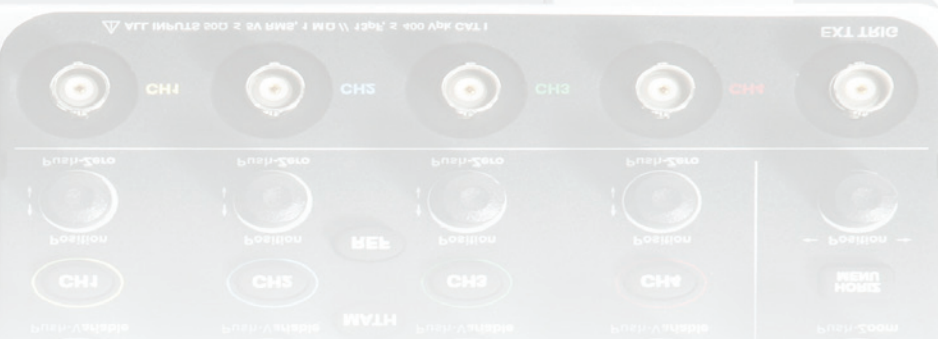 ⚠ ALL INPUTS 50Ω ≤ 5V RMS, 1 MΩ // 13pF, ≤ 400 Vpk CAT I
EXT TRIG
CH1 CH2 CH3 CH4
Push-Zero Push-Zero Push-Zero Push-Zero
Position Position Position Position ← Position →
REF
CH1 CH2 CH3 CH4 HORIZ MENU
MATH
Push-Variable Push-Variable Push-Variable Push-Variable Push-Zoom